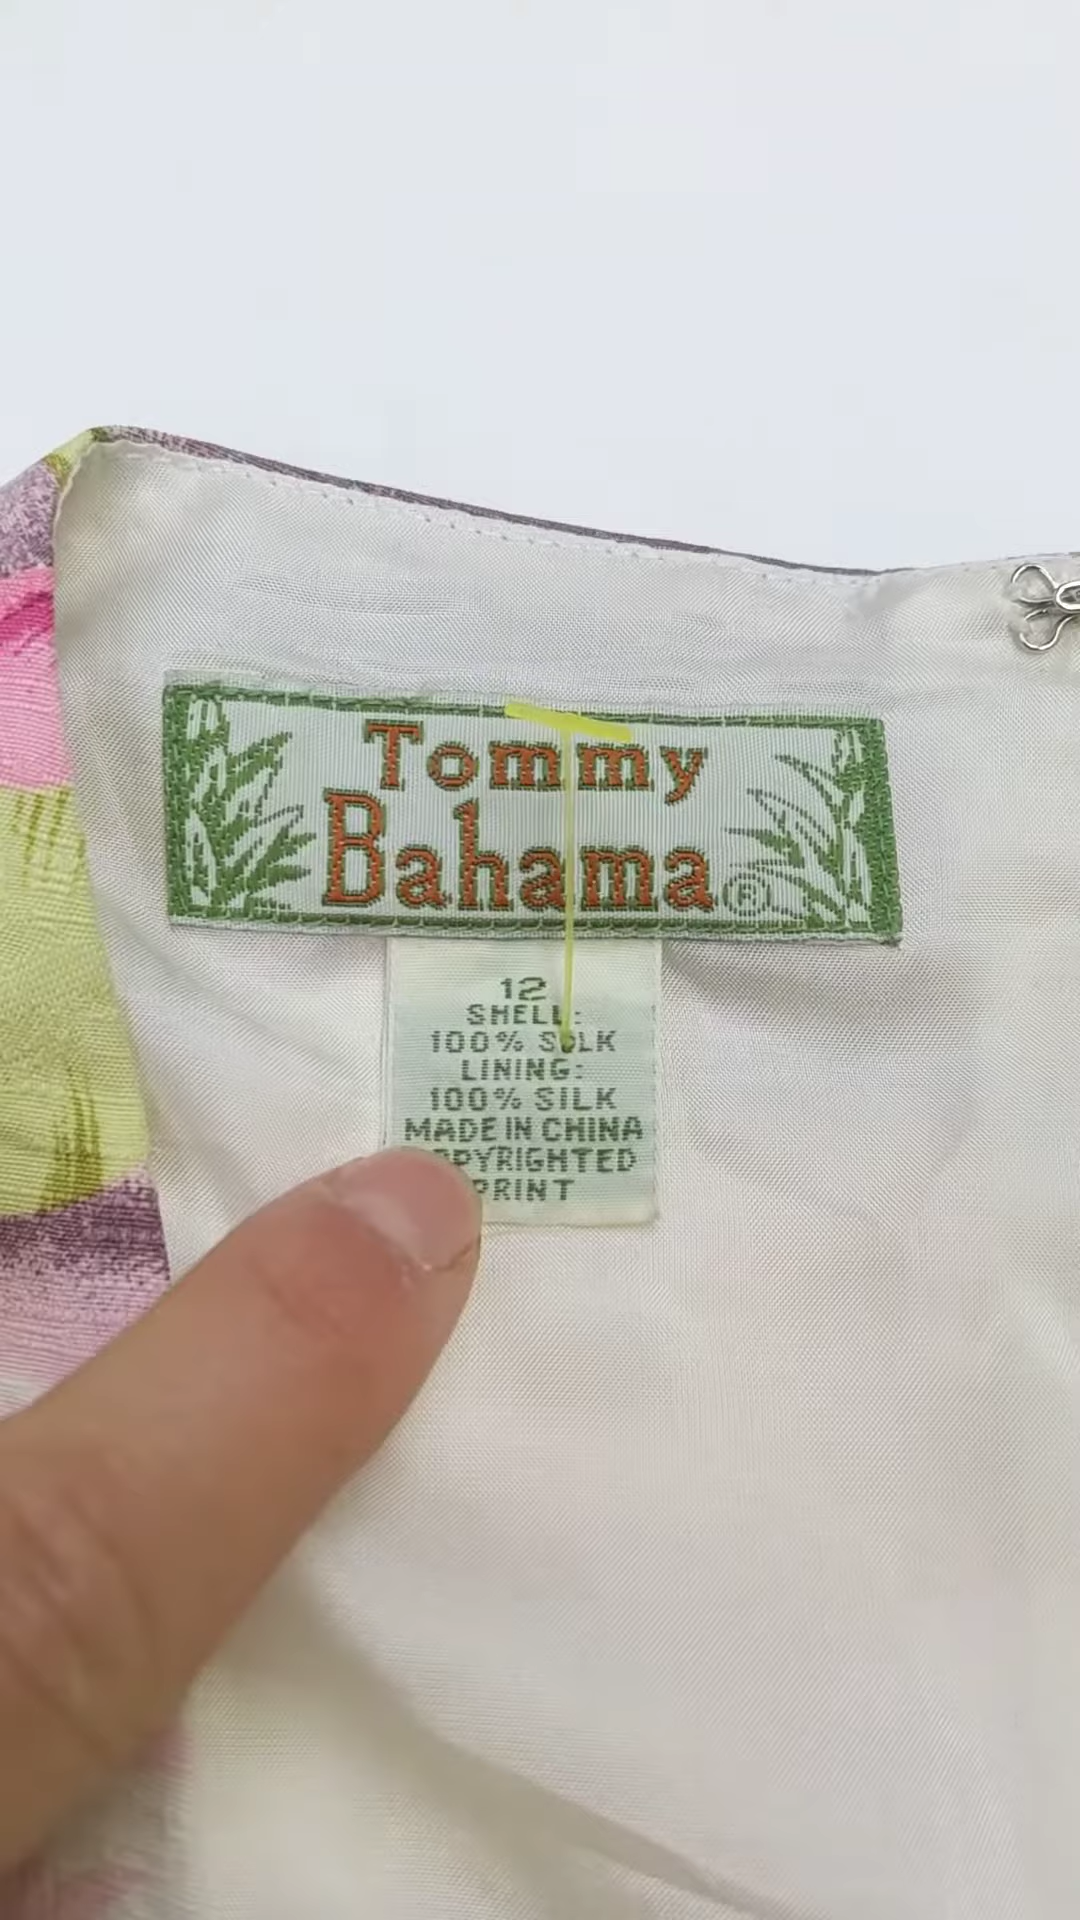 Tommy
Bahama®
12
SHELL:
100% SILK
LINING:
100% SILK
MADE IN CHINA
COPYRIGHTED
PRINT